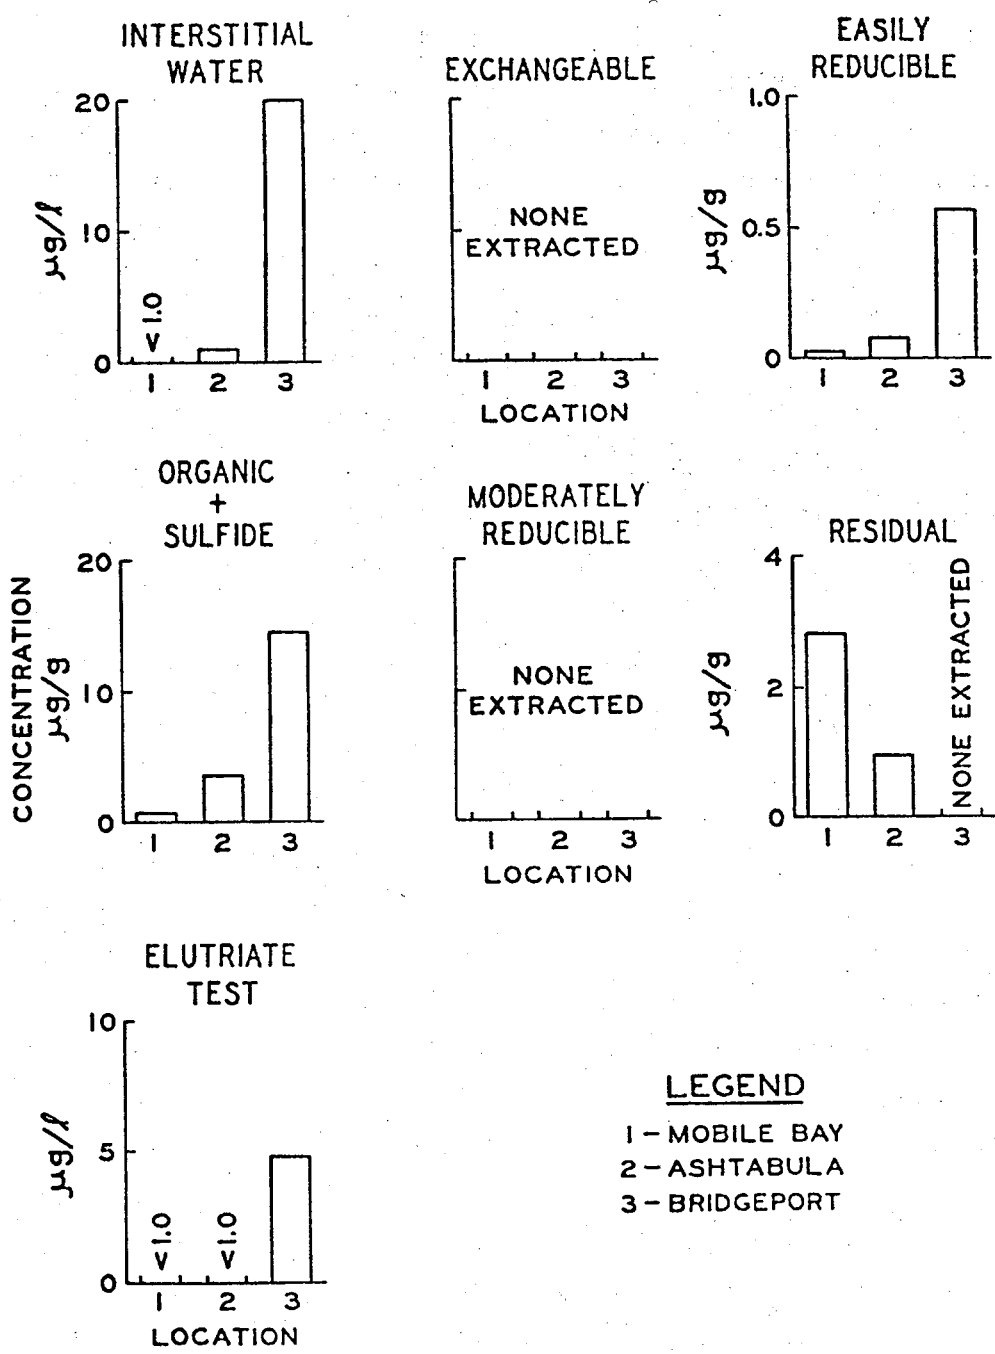 INTERSTITIAL
WATER
20
10
0
µg/l
<1.0
1 2 3
EXCHANGEABLE
NONE
EXTRACTED
1 2 3
LOCATION
EASILY
REDUCIBLE
1.0
0.5
0
µg/g
1 2 3
ORGANIC
+
SULFIDE
20
10
0
CONCENTRATION
µg/g
1 2 3
MODERATELY
REDUCIBLE
NONE
EXTRACTED
1 2 3
LOCATION
RESIDUAL
4
2
0
µg/g
NONE EXTRACTED
1 2 3
ELUTRIATE
TEST
10
5
0
µg/l
<1.0
<1.0
1 2 3
LOCATION
LEGEND
1 - MOBILE BAY
2 - ASHTABULA
3 - BRIDGEPORT